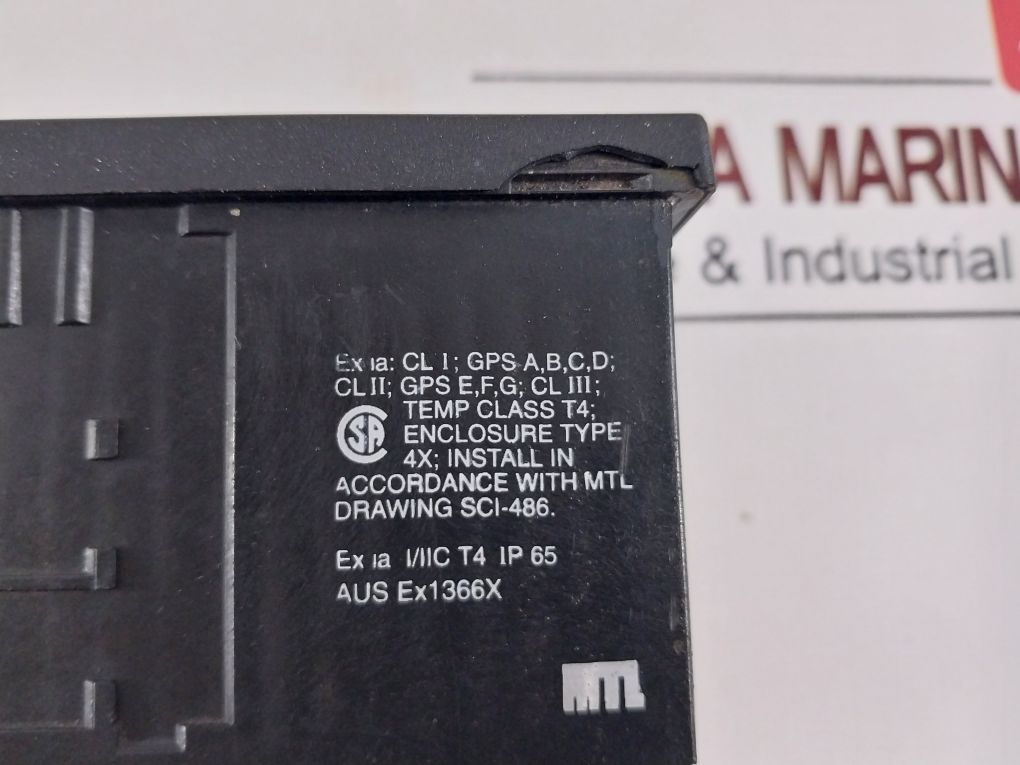 A MARIN
& Industrial
Ex ia: CL I; GPS A,B,C,D;
CL II; GPS E,F,G; CL III;
TEMP CLASS T4;
CSA
ENCLOSURE TYPE
4X; INSTALL IN
ACCORDANCE WITH MTL
DRAWING SCI-486.
Ex ia I/IIC T4 IP 65
AUS Ex1366X
MTL